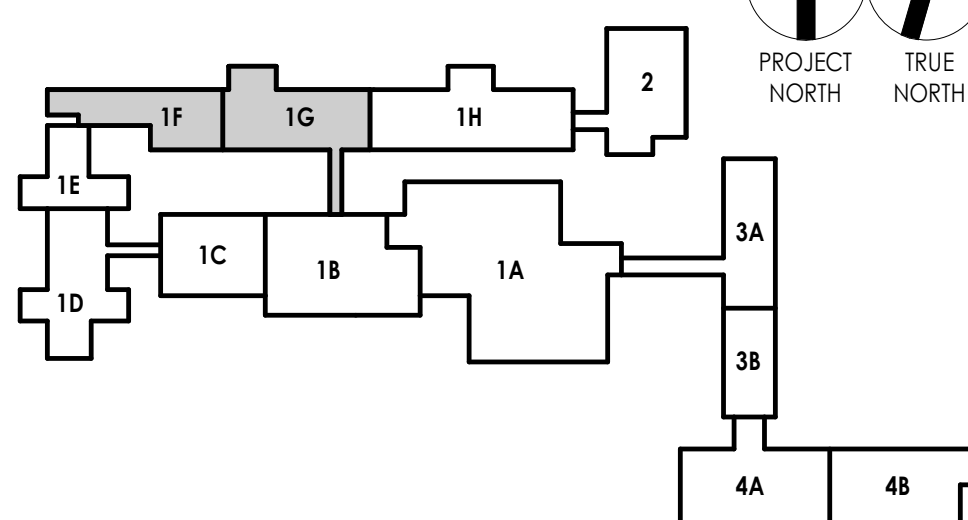 PROJECT
NORTH
TRUE
NORTH
2
1F
1G
1H
1E
3A
1C
1B
1A
1D
3B
4A
4B